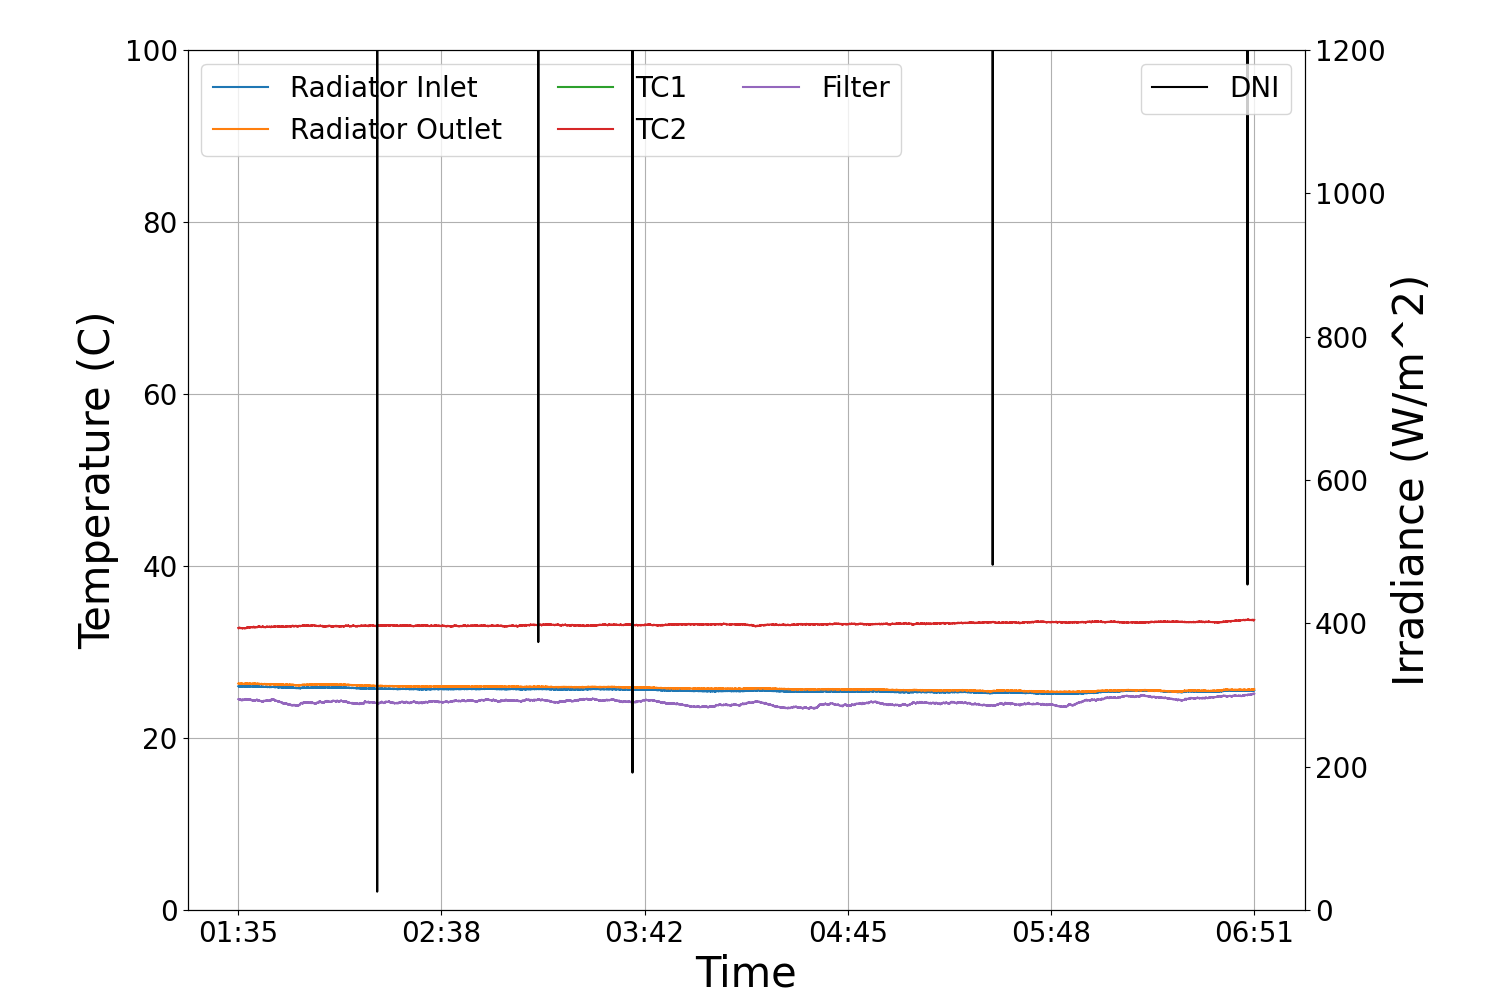 Temperature (C)
100
80
60
40
20
0
Radiator Inlet
Radiator Outlet
TC1
TC2
Filter
DNI
1200
1000
800
600
400
200
0
Irradiance (W/m^2)
01:35 02:38 03:42 04:45 05:48 06:51
Time